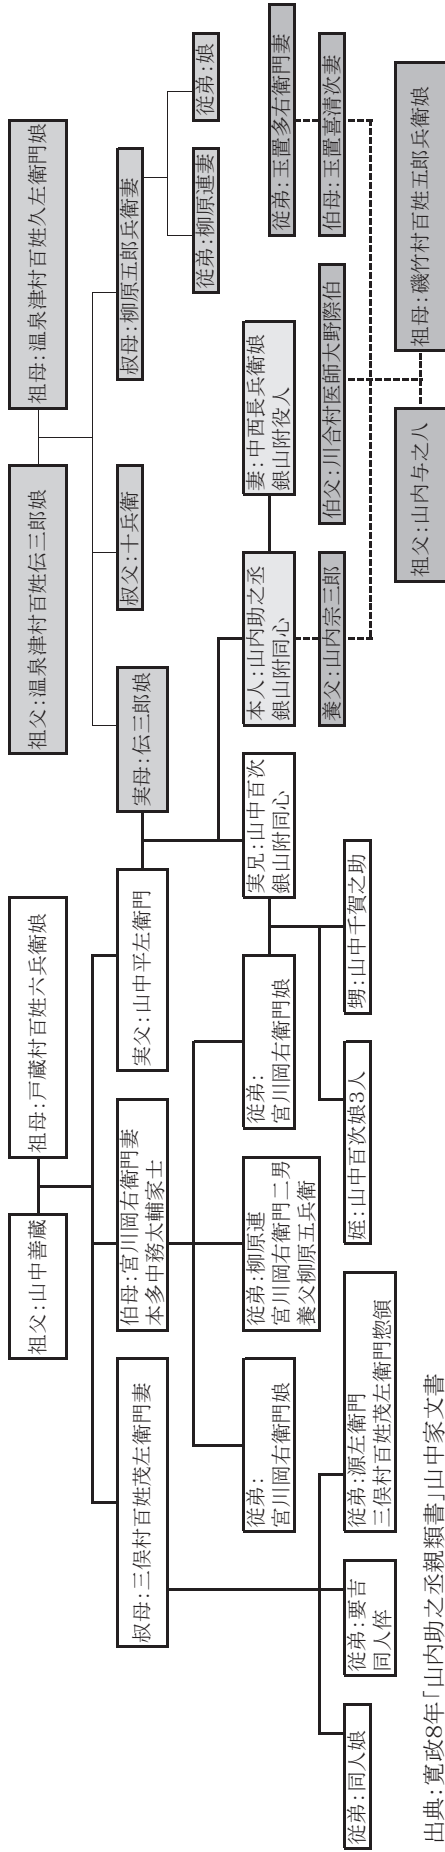 祖父:山中善蔵
祖母:戸蔵村百姓六兵衛娘
祖父:温泉津村百姓伝三郎娘
祖母:温泉津村百姓久左衛門娘
叔母:三俣村百姓茂左衛門妻
伯母:宮川岡右衛門妻
本多中務太輔家士
実父:山中平左衛門
実母:伝三郎娘
叔父:十兵衛
叔母:柳原五郎兵衛妻
従弟:柳原連妻
従弟:娘
従弟:
宮川岡右衛門娘
従弟:柳原連
宮川岡右衛門二男
養父柳原五兵衛
従弟:
宮川岡右衛門娘
実兄:山中百次
銀山附同心
本人:山内助之丞
銀山附同心
妻:中西長兵衛娘
銀山附役人
従弟:玉置多右衛門妻
養父:山内宗三郎
伯父:川合村医師大野際伯
伯母:玉置喜清次妻
従弟:同人娘
従弟:要吉
同人倅
従弟:源左衛門
三俣村百姓茂左衛門惣領
姪:山中百次娘3人
甥:山中千賀之助
祖父:山内与之八
祖母:磯竹村百姓五郎兵衛娘
出典:寛政8年「山内助之丞親類書」山中家文書